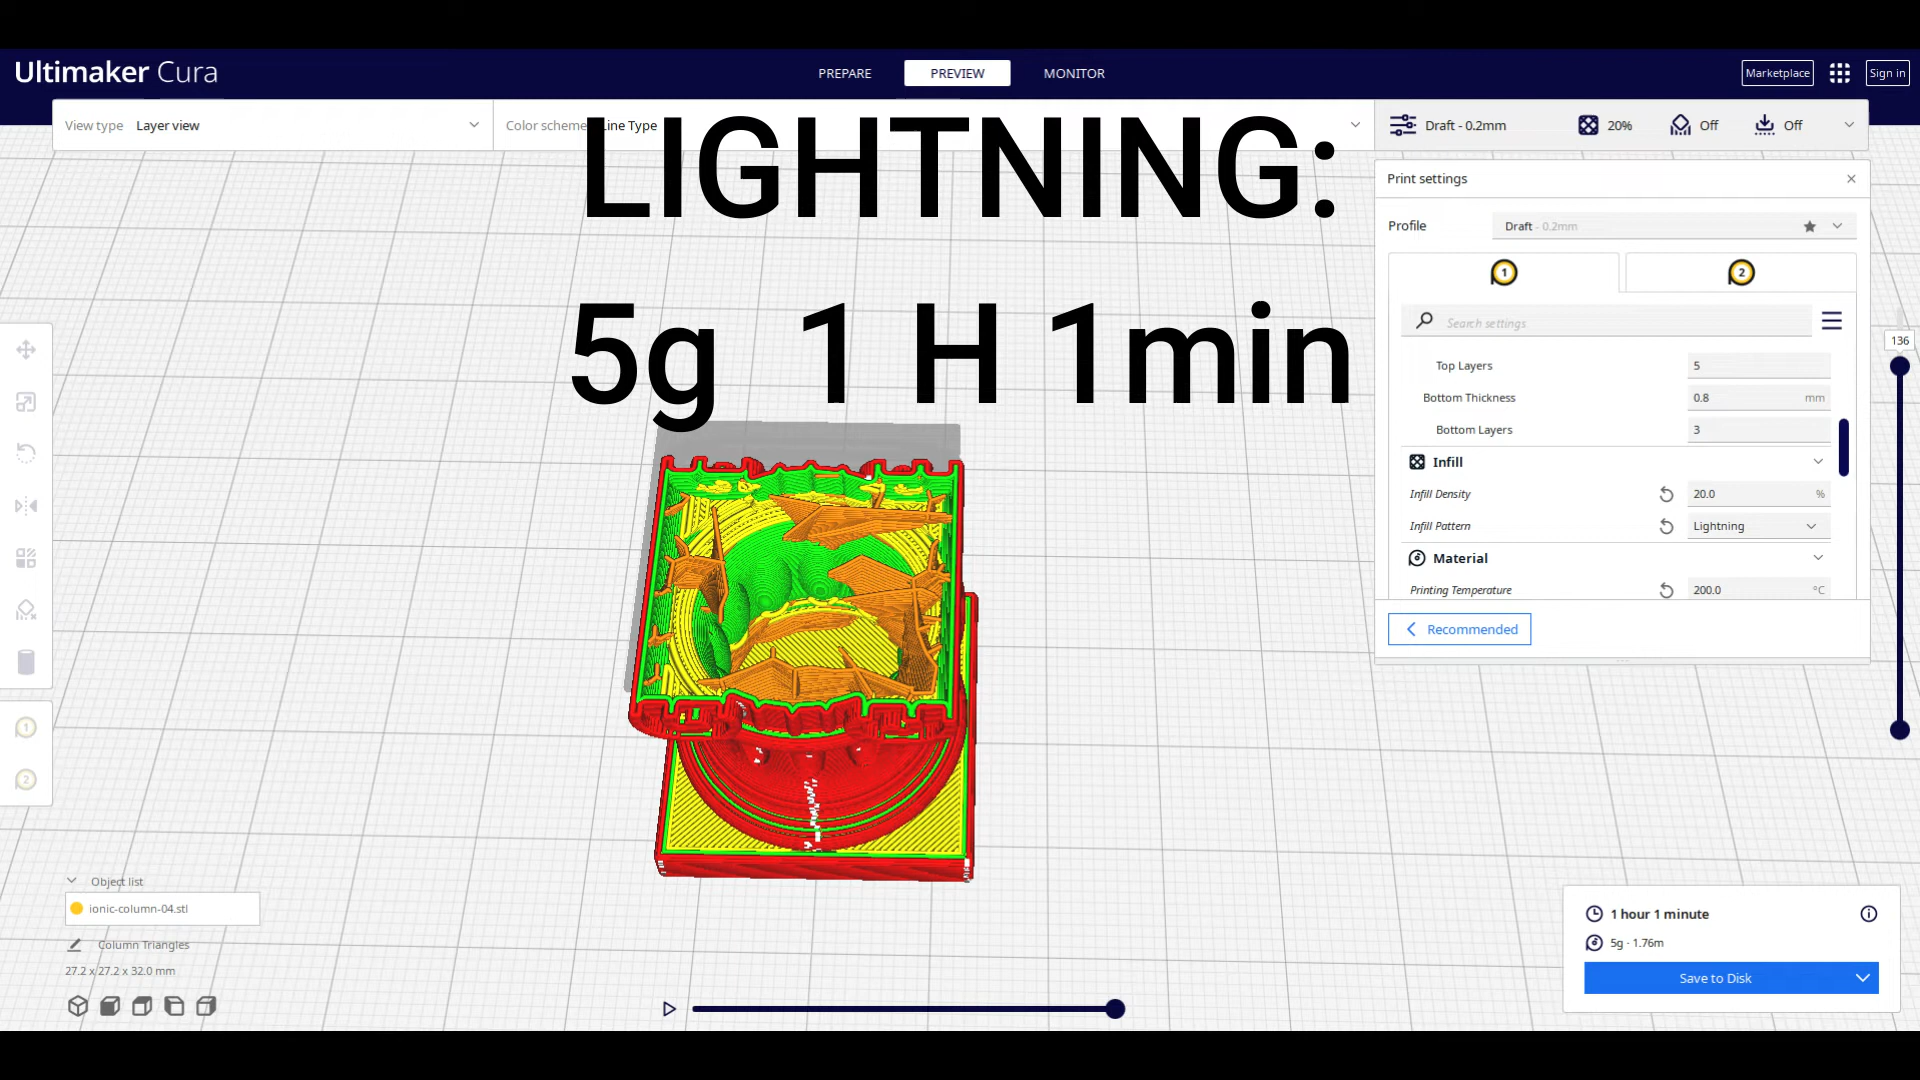 Ultimaker Cura
PREPARE
PREVIEW
MONITOR
Marketplace
Sign in
View type Layer view
Color scheme Line Type
Draft - 0.2mm
20%
Off
Off
LIGHTNING:
5g 1 H 1min
Print settings
Profile
Draft - 0.2mm
1
2
Search settings
Top Layers 5
Bottom Thickness 0.8 mm
Bottom Layers 3
Infill
Infill Density 20.0 %
Infill Pattern Lightning
Material
Printing Temperature 200.0 °C
Recommended
136
1
2
Object list
ionic-column-04.stl
Column Triangles
27.2 x 27.2 x 32.0 mm
1 hour 1 minute
5g · 1.76m
Save to Disk